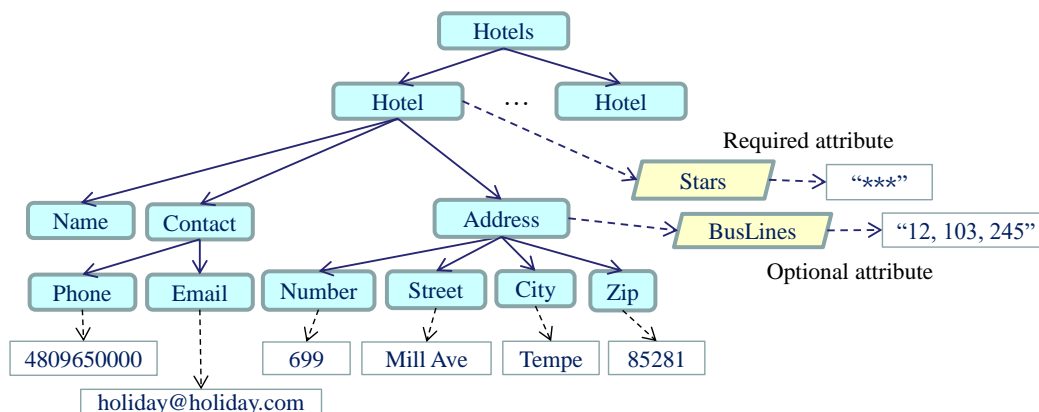 Hotels
Hotel
…
Hotel
Required attribute
Stars
“***”
Name
Contact
Address
BusLines
“12, 103, 245”
Optional attribute
Phone
Email
Number
Street
City
Zip
4809650000
699
Mill Ave
Tempe
85281
holiday@holiday.com